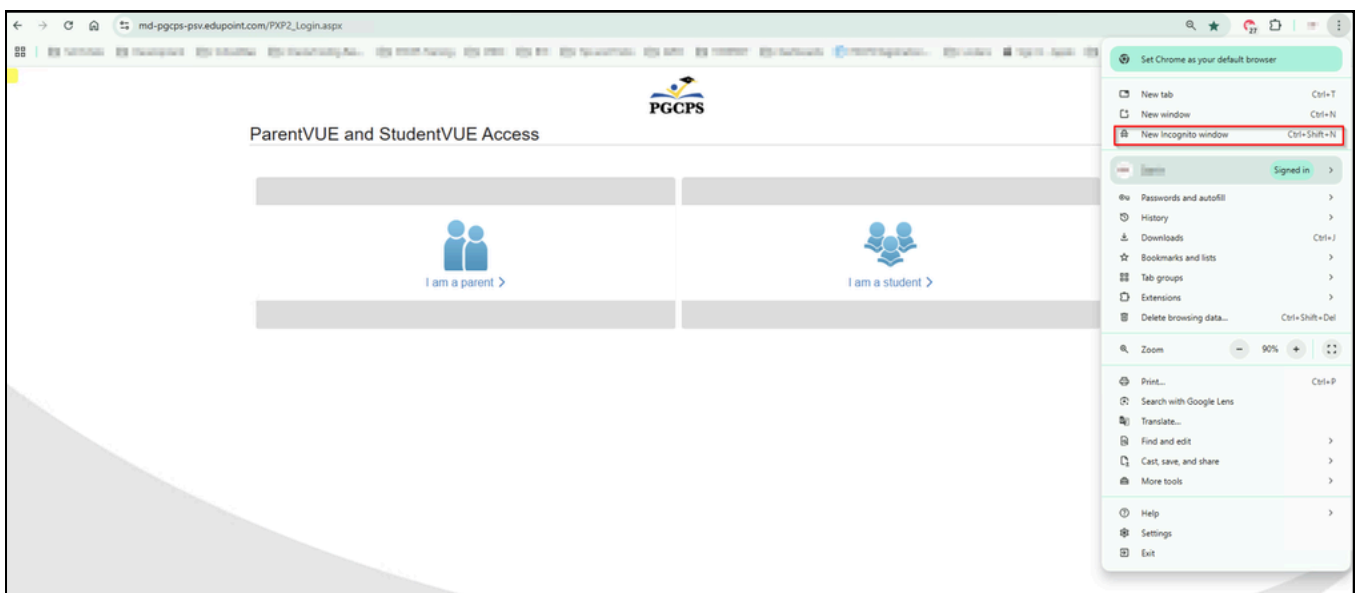 md-pgcps-psv.edupoint.com/PXP2_Login.aspx
27
PGCPS
ParentVUE and StudentVUE Access
I am a parent >
I am a student >
Set Chrome as your default browser
New tab Ctrl+T
New window Ctrl+N
New Incognito window Ctrl+Shift+N
Signed in
Passwords and autofill
History
Downloads Ctrl+J
Bookmarks and lists
Tab groups
Extensions
Delete browsing data... Ctrl+Shift+Del
Zoom - 90% +
Print... Ctrl+P
Search with Google Lens
Translate...
Find and edit
Cast, save, and share
More tools
Help
Settings
Exit